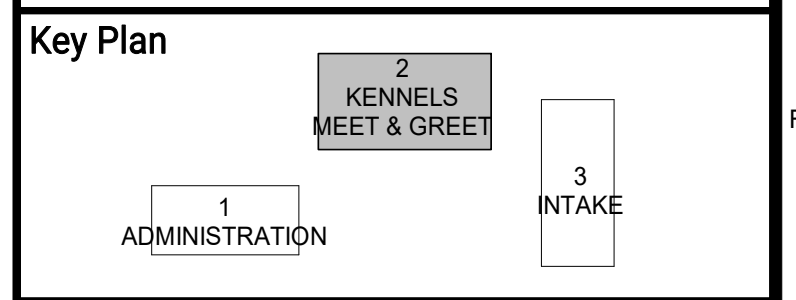 Key Plan
2
KENNELS
MEET & GREET
3
INTAKE
1
ADMINISTRATION